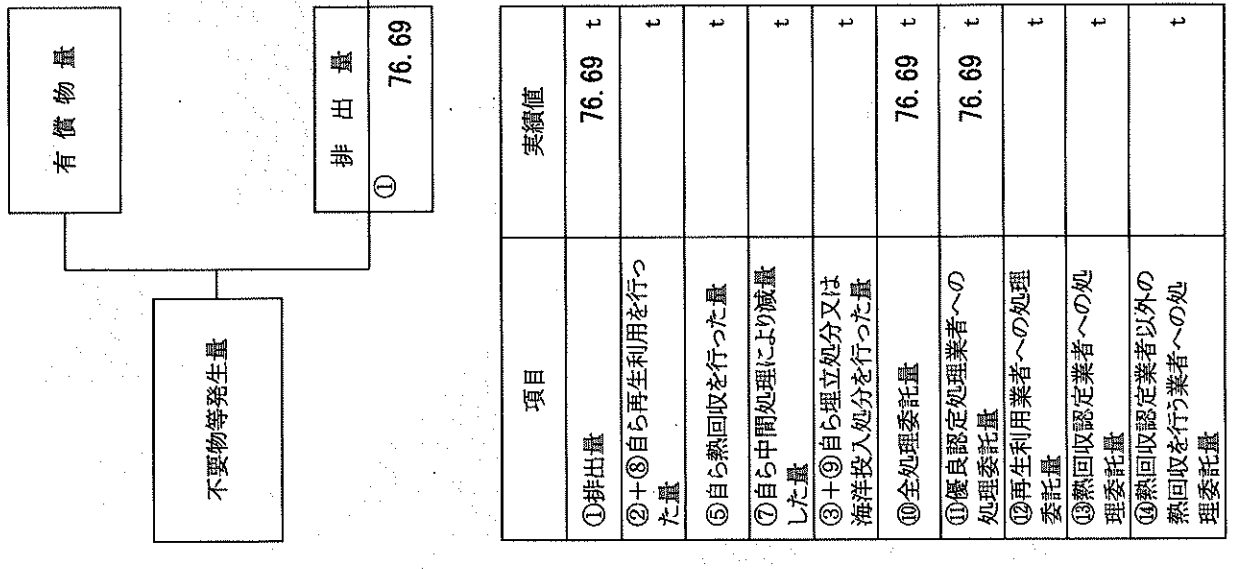 有償物量
不要物等発生量
排出量
① 76.69
項目 実績値
①排出量 76.69 t
②+⑧自ら再生利用を行っ
た量 t
⑤自ら熱回収を行った量 t
⑦自ら中間処理により減量
した量 t
③+⑨自ら埋立処分又は
海洋投入処分を行った量 t
⑩全処理委託量 76.69 t
⑪優良認定処理業者への
処理委託量 76.69 t
⑫再生利用業者への処理
委託量 t
⑬熱回収認定業者への処
理委託量 t
⑭熱回収認定業者以外の
熱回収を行う業者への処
理委託量 t